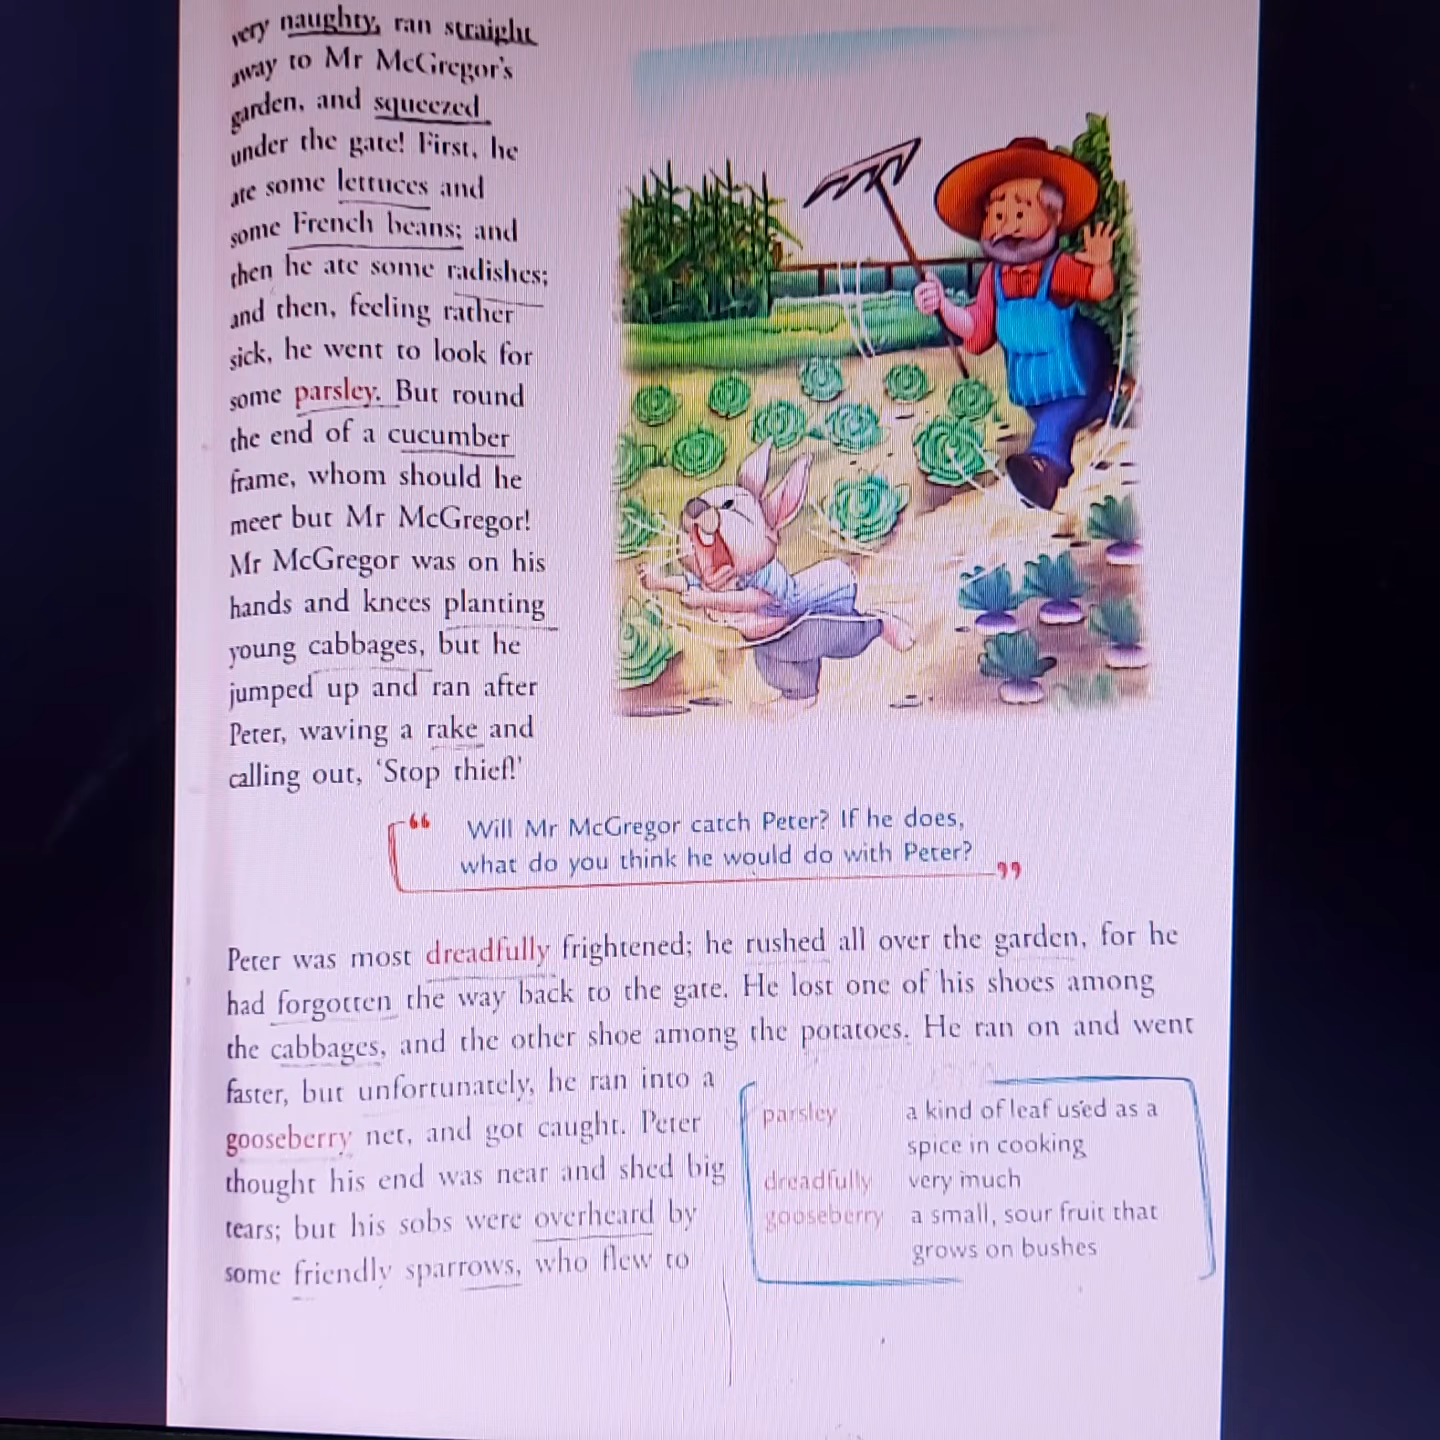 very naughty, ran straight
away to Mr McGregor's
garden, and squeezed
under the gate! First, he
ate some lettuces and
some French beans; and
then he ate some radishes;
and then, feeling rather
sick, he went to look for
some parsley. But round
the end of a cucumber
frame, whom should he
meet but Mr McGregor!
Mr McGregor was on his
hands and knees planting
young cabbages, but he
jumped up and ran after
Peter, waving a rake and
calling out, 'Stop thief!'
“ Will Mr McGregor catch Peter? If he does,
what do you think he would do with Peter? ”
Peter was most dreadfully frightened; he rushed all over the garden, for he
had forgotten the way back to the gate. He lost one of his shoes among
the cabbages, and the other shoe among the potatoes. He ran on and went
faster, but unfortunately, he ran into a
gooseberry net, and got caught. Peter
thought his end was near and shed big
tears; but his sobs were overheard by
some friendly sparrows, who flew to
parsley a kind of leaf used as a
spice in cooking
dreadfully very much
gooseberry a small, sour fruit that
grows on bushes